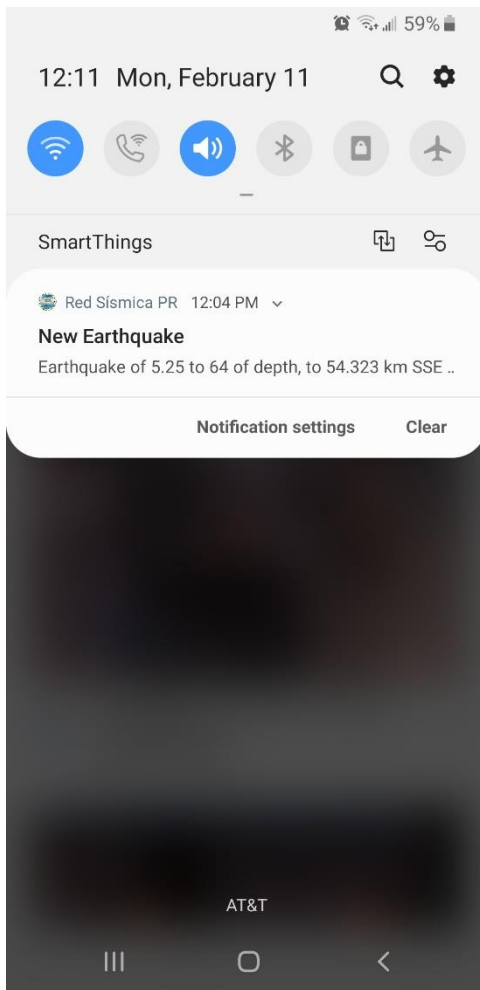 59%
12:11 Mon, February 11
SmartThings
Red Sísmica PR 12:04 PM
New Earthquake
Earthquake of 5.25 to 64 of depth, to 54.323 km SSE ..
Notification settings Clear
AT&T